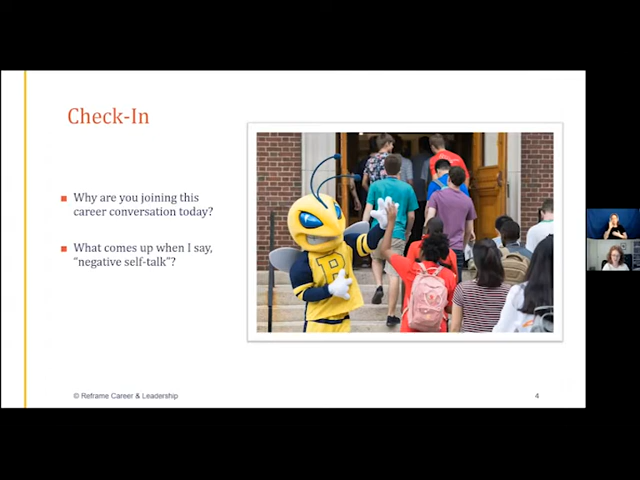 Check-In
Why are you joining this
career conversation today?
What comes up when I say,
“negative self-talk”?
R
© Reframe Career & Leadership
4